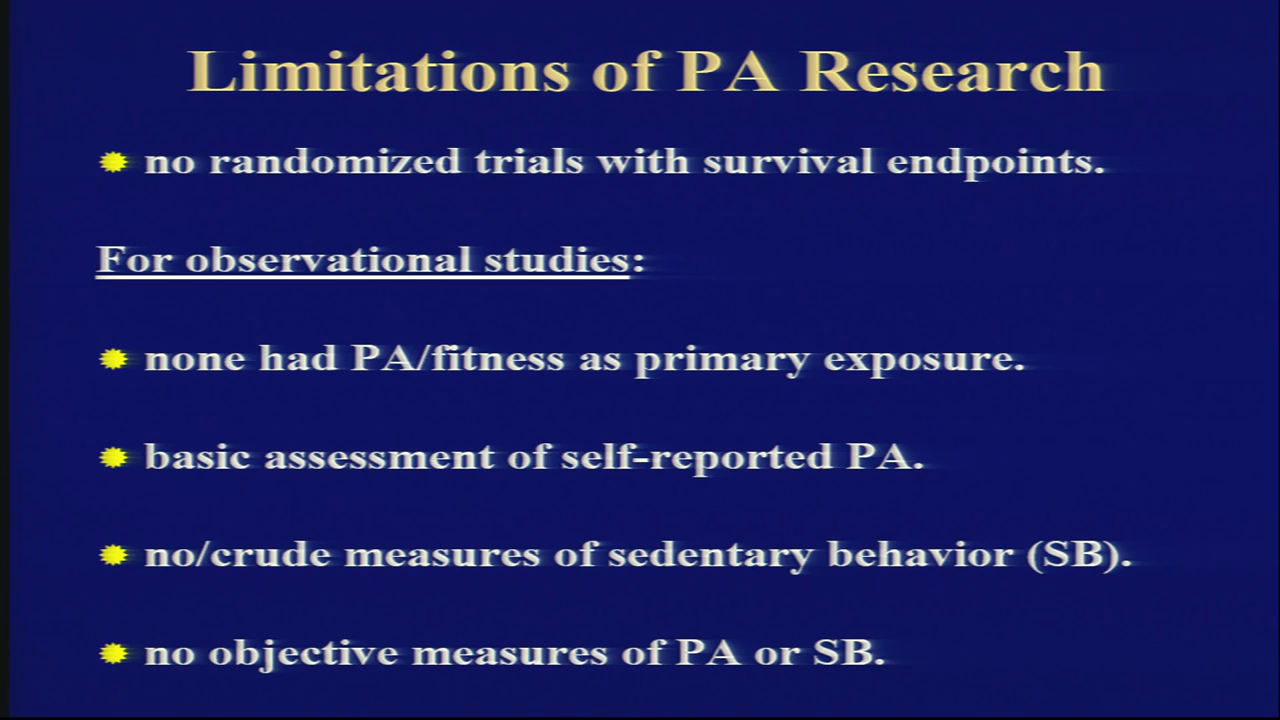 Limitations of PA Research
no randomized trials with survival endpoints.
For observational studies:
none had PA/fitness as primary exposure.
basic assessment of self-reported PA.
no/crude measures of sedentary behavior (SB).
no objective measures of PA or SB.